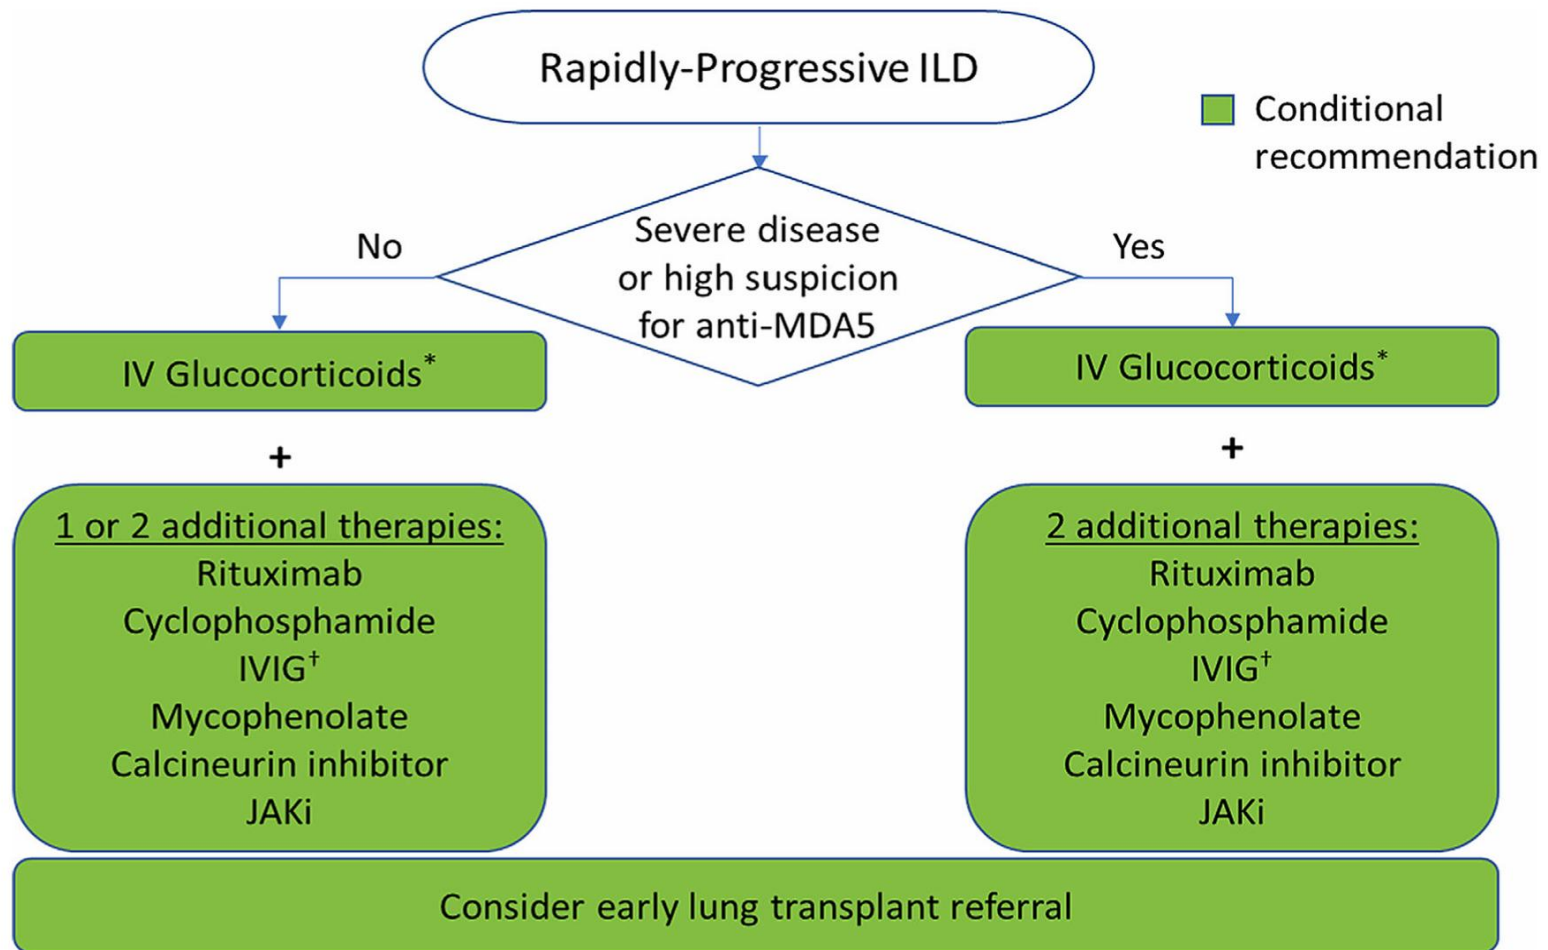 Rapidly-Progressive ILD
Conditional
recommendation
Severe disease
or high suspicion
for anti-MDA5
No
Yes
IV Glucocorticoids*
+
1 or 2 additional therapies:
Rituximab
Cyclophosphamide
IVIG†
Mycophenolate
Calcineurin inhibitor
JAKi
IV Glucocorticoids*
+
2 additional therapies:
Rituximab
Cyclophosphamide
IVIG†
Mycophenolate
Calcineurin inhibitor
JAKi
Consider early lung transplant referral